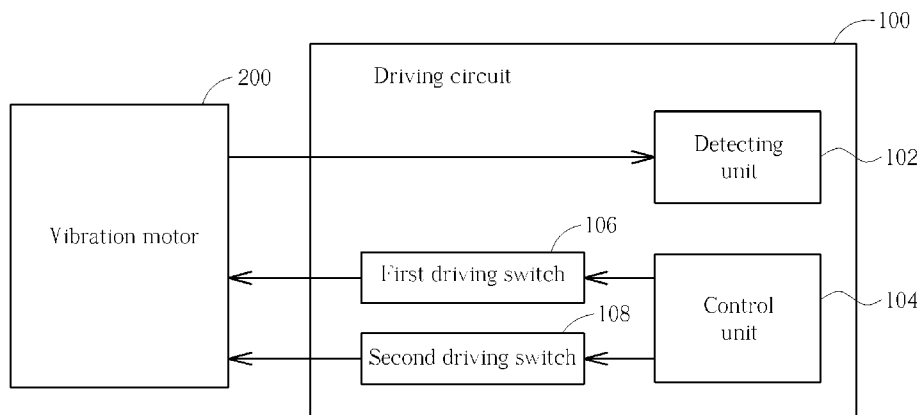 100
Driving circuit
200
Detecting
unit
102
Vibration motor
106
First driving switch
Control
unit
104
108
Second driving switch